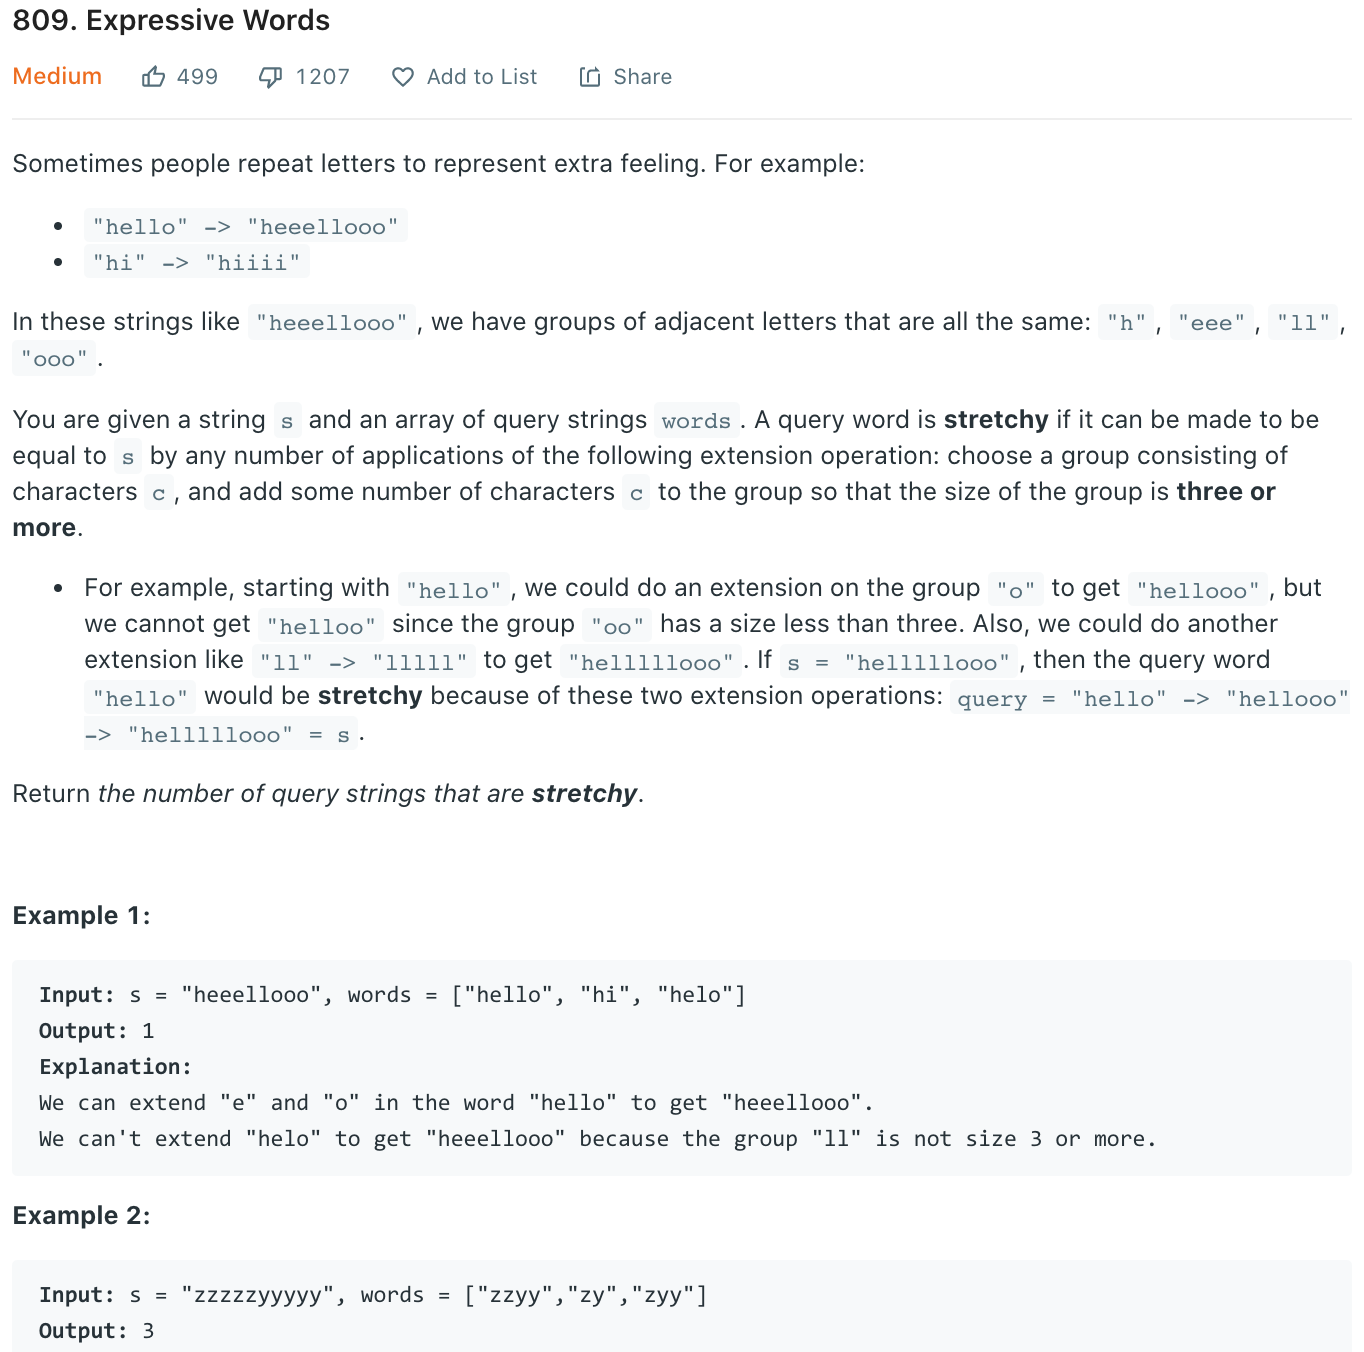 809. Expressive Words
Medium 499 1207 Add to List Share
Sometimes people repeat letters to represent extra feeling. For example:
"hello" -> "heeellooo"
"hi" -> "hiiii"
In these strings like "heeellooo", we have groups of adjacent letters that are all the same: "h", "eee", "ll",
"ooo".
You are given a string s and an array of query strings words. A query word is stretchy if it can be made to be
equal to s by any number of applications of the following extension operation: choose a group consisting of
characters c, and add some number of characters c to the group so that the size of the group is three or
more.
For example, starting with "hello", we could do an extension on the group "o" to get "hellooo", but
we cannot get "helloo" since the group "oo" has a size less than three. Also, we could do another
extension like "ll" -> "lllll" to get "helllllooo". If s = "helllllooo", then the query word
"hello" would be stretchy because of these two extension operations: query = "hello" -> "hellooo"
-> "helllllooo" = s.
Return the number of query strings that are stretchy.
Example 1:
Input: s = "heeellooo", words = ["hello", "hi", "helo"]
Output: 1
Explanation:
We can extend "e" and "o" in the word "hello" to get "heeellooo".
We can't extend "helo" to get "heeellooo" because the group "ll" is not size 3 or more.
Example 2:
Input: s = "zzzzzyyyyy", words = ["zzyy","zy","zyy"]
Output: 3